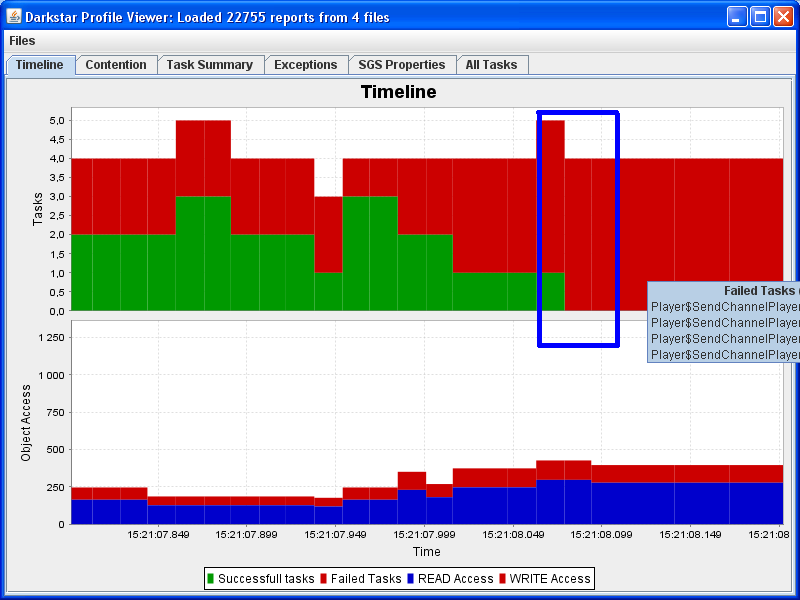 Darkstar Profile Viewer: Loaded 22755 reports from 4 files
Files
Timeline Contention Task Summary Exceptions SGS Properties All Tasks
Timeline
5,0
4,5
4,0
3,5
3,0
2,5
2,0
1,5
1,0
0,5
0,0
Tasks
Failed Tasks (
Player$SendChannelPlayer
Player$SendChannelPlayer
Player$SendChannelPlayer
Player$SendChannelPlayer
1 250
1 000
750
500
250
0
Object Access
15:21:07.849 15:21:07.899 15:21:07.949 15:21:07.999 15:21:08.049 15:21:08.099 15:21:08.149 15:21:08
Time
Successfull tasks Failed Tasks READ Access WRITE Access